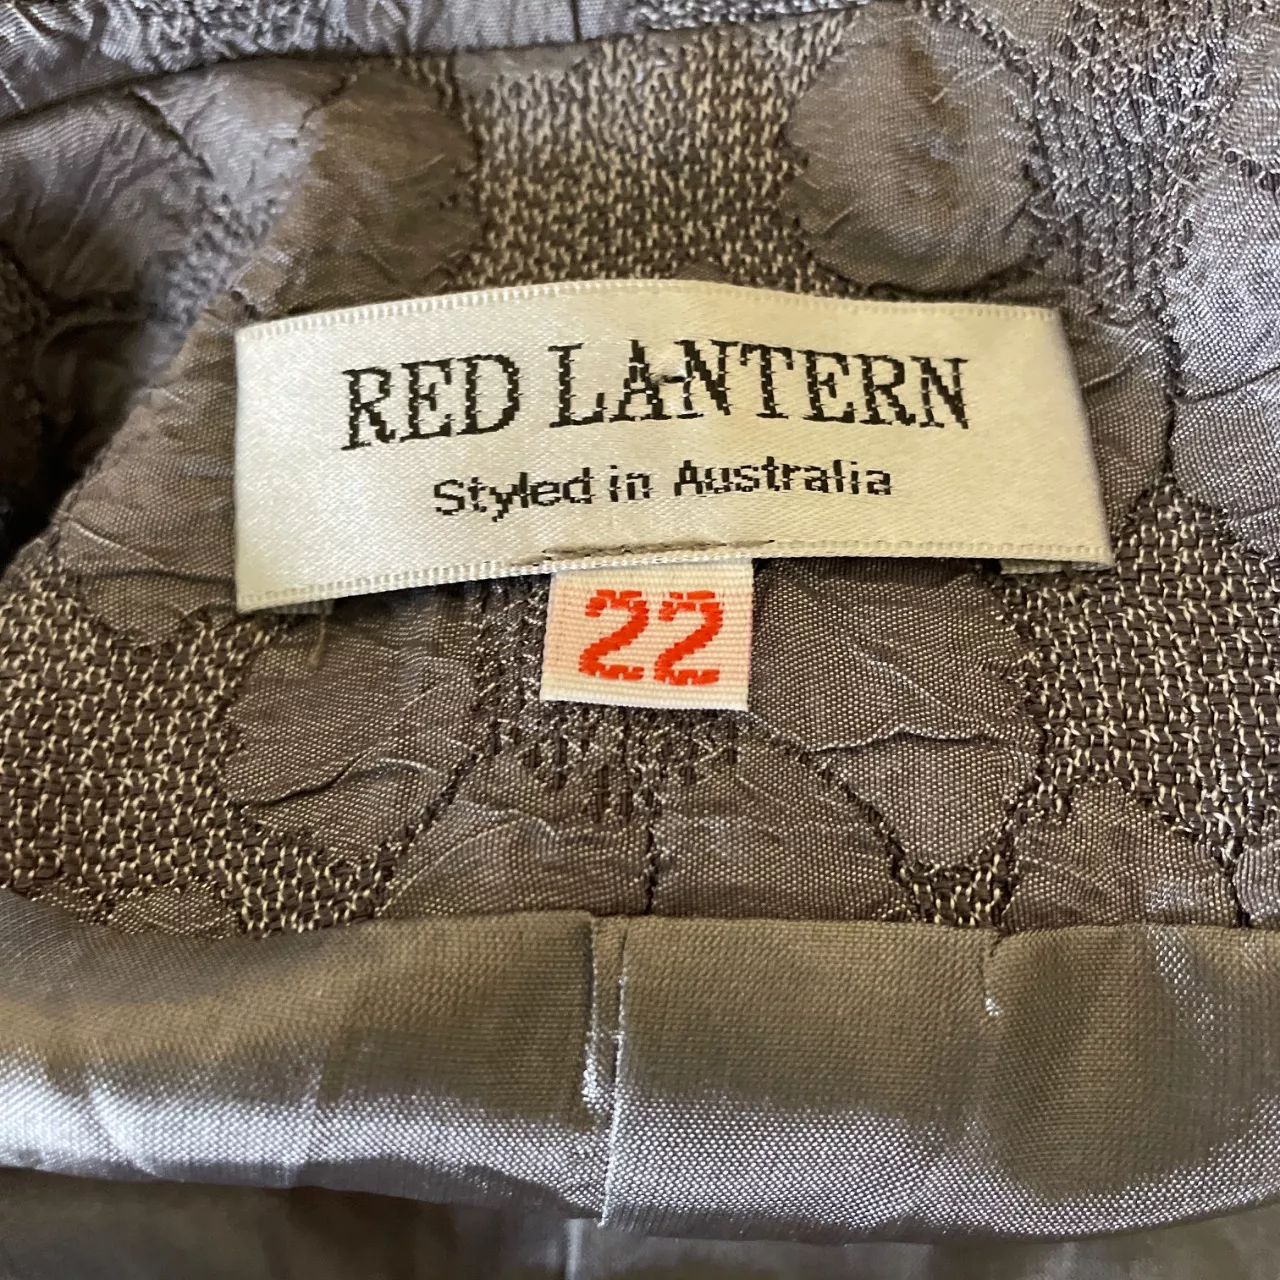 RED LANTERN
Styled in Australia
22